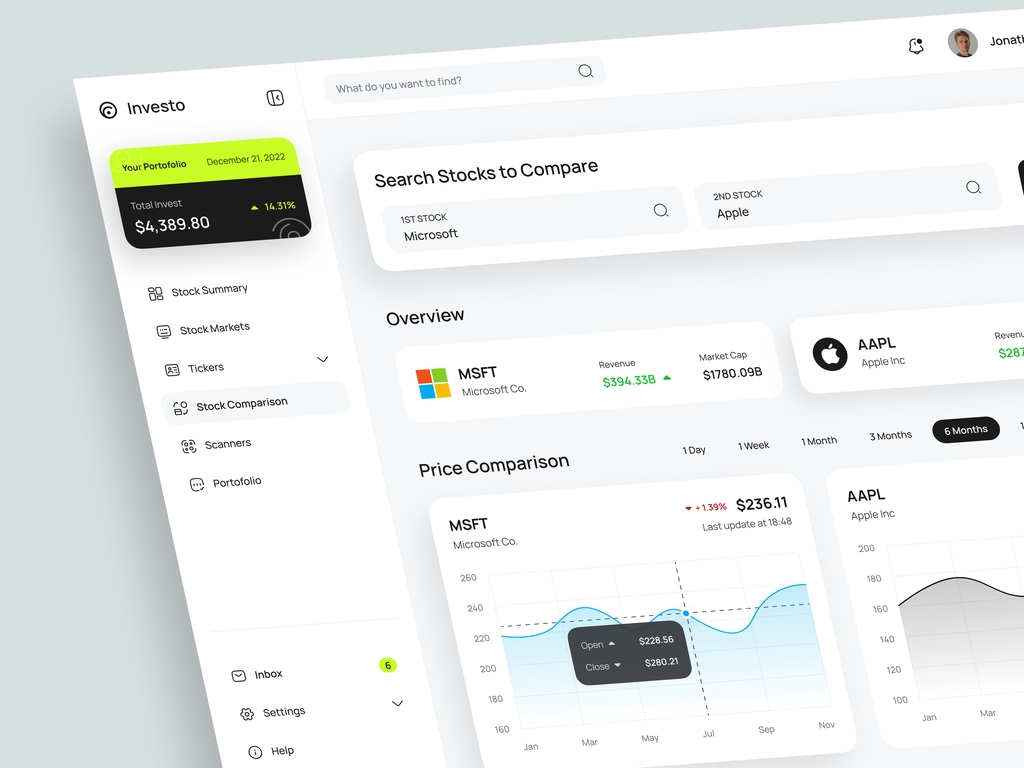 Investo
What do you want to find?
Your Portofolio
December 21, 2022
Total Invest
$4,389.80
14.31%
Stock Summary
Stock Markets
Tickers
Stock Comparison
Scanners
Portofolio
Inbox
6
Settings
Help
Search Stocks to Compare
1ST STOCK
Microsoft
2ND STOCK
Apple
Overview
MSFT
Microsoft Co.
Revenue
$394.33B
Market Cap
$1780.09B
AAPL
Apple Inc
Price Comparison
1 Day
1 Week
1 Month
3 Months
6 Months
MSFT
Microsoft Co.
+ 1.39%
$236.11
Last update at 18:48
260
240
220
200
180
160
Open
$228.56
Close
$280.21
Jan
Mar
May
Jul
Sep
Nov
AAPL
Apple Inc
200
180
160
140
120
100
Jan
Mar